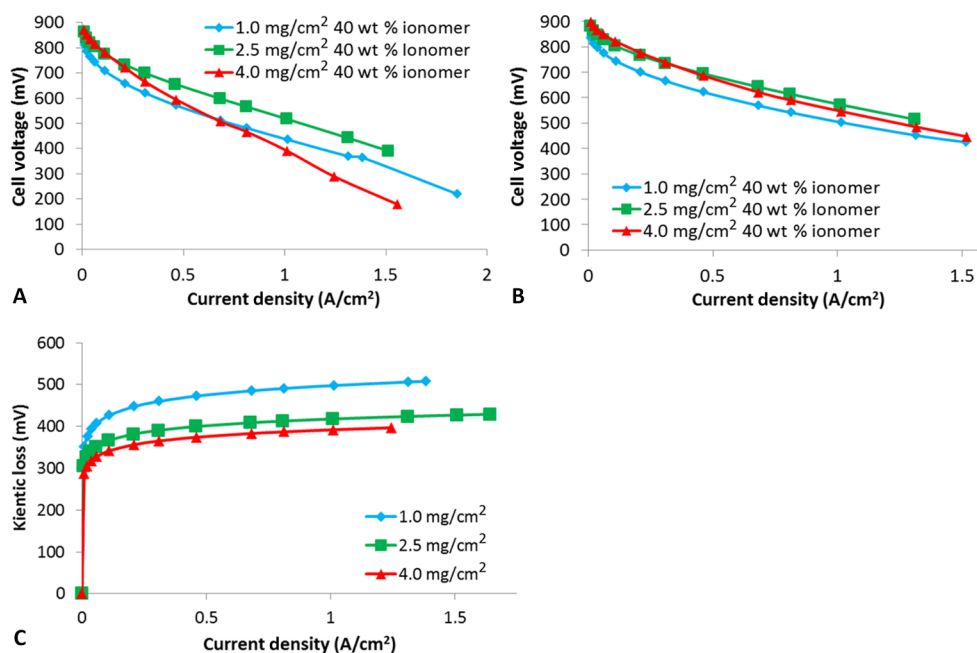 900
800
700
600
500
400
300
200
100
0
Cell voltage (mV)
1.0 mg/cm² 40 wt % ionomer
2.5 mg/cm² 40 wt % Ionomer
4.0 mg/cm² 40 wt % ionomer
0 0.5 1 1.5 2
A Current density (A/cm²)
900
800
700
600
500
400
300
200
100
0
Cell voltage (mV)
1.0 mg/cm² 40 wt % ionomer
2.5 mg/cm² 40 wt % Ionomer
4.0 mg/cm² 40 wt % ionomer
0 0.5 1 1.5
B Current density (A/cm²)
600
500
400
300
200
100
0
Kientic loss (mV)
1.0 mg/cm²
2.5 mg/cm²
4.0 mg/cm²
0 0.5 1 1.5
C Current density (A/cm²)